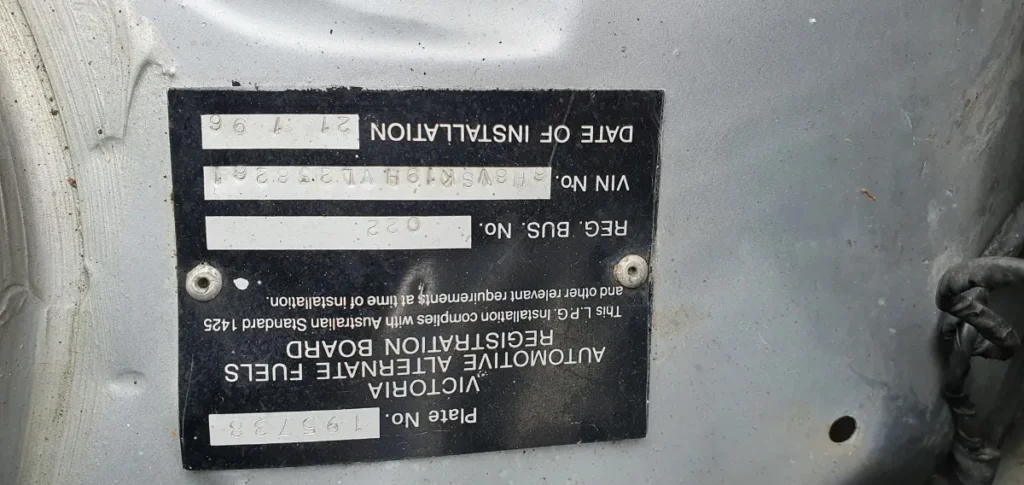 Plate No.
VICTORIA
AUTOMOTIVE ALTERNATE FUELS
REGISTRATION BOARD
This L.P.G. Installation complies with Australian Standard 1425
and other relevant requirements at time of installation.
REG. BUS. No. 022
VIN No.
DATE OF INSTALLATION 21 1 96